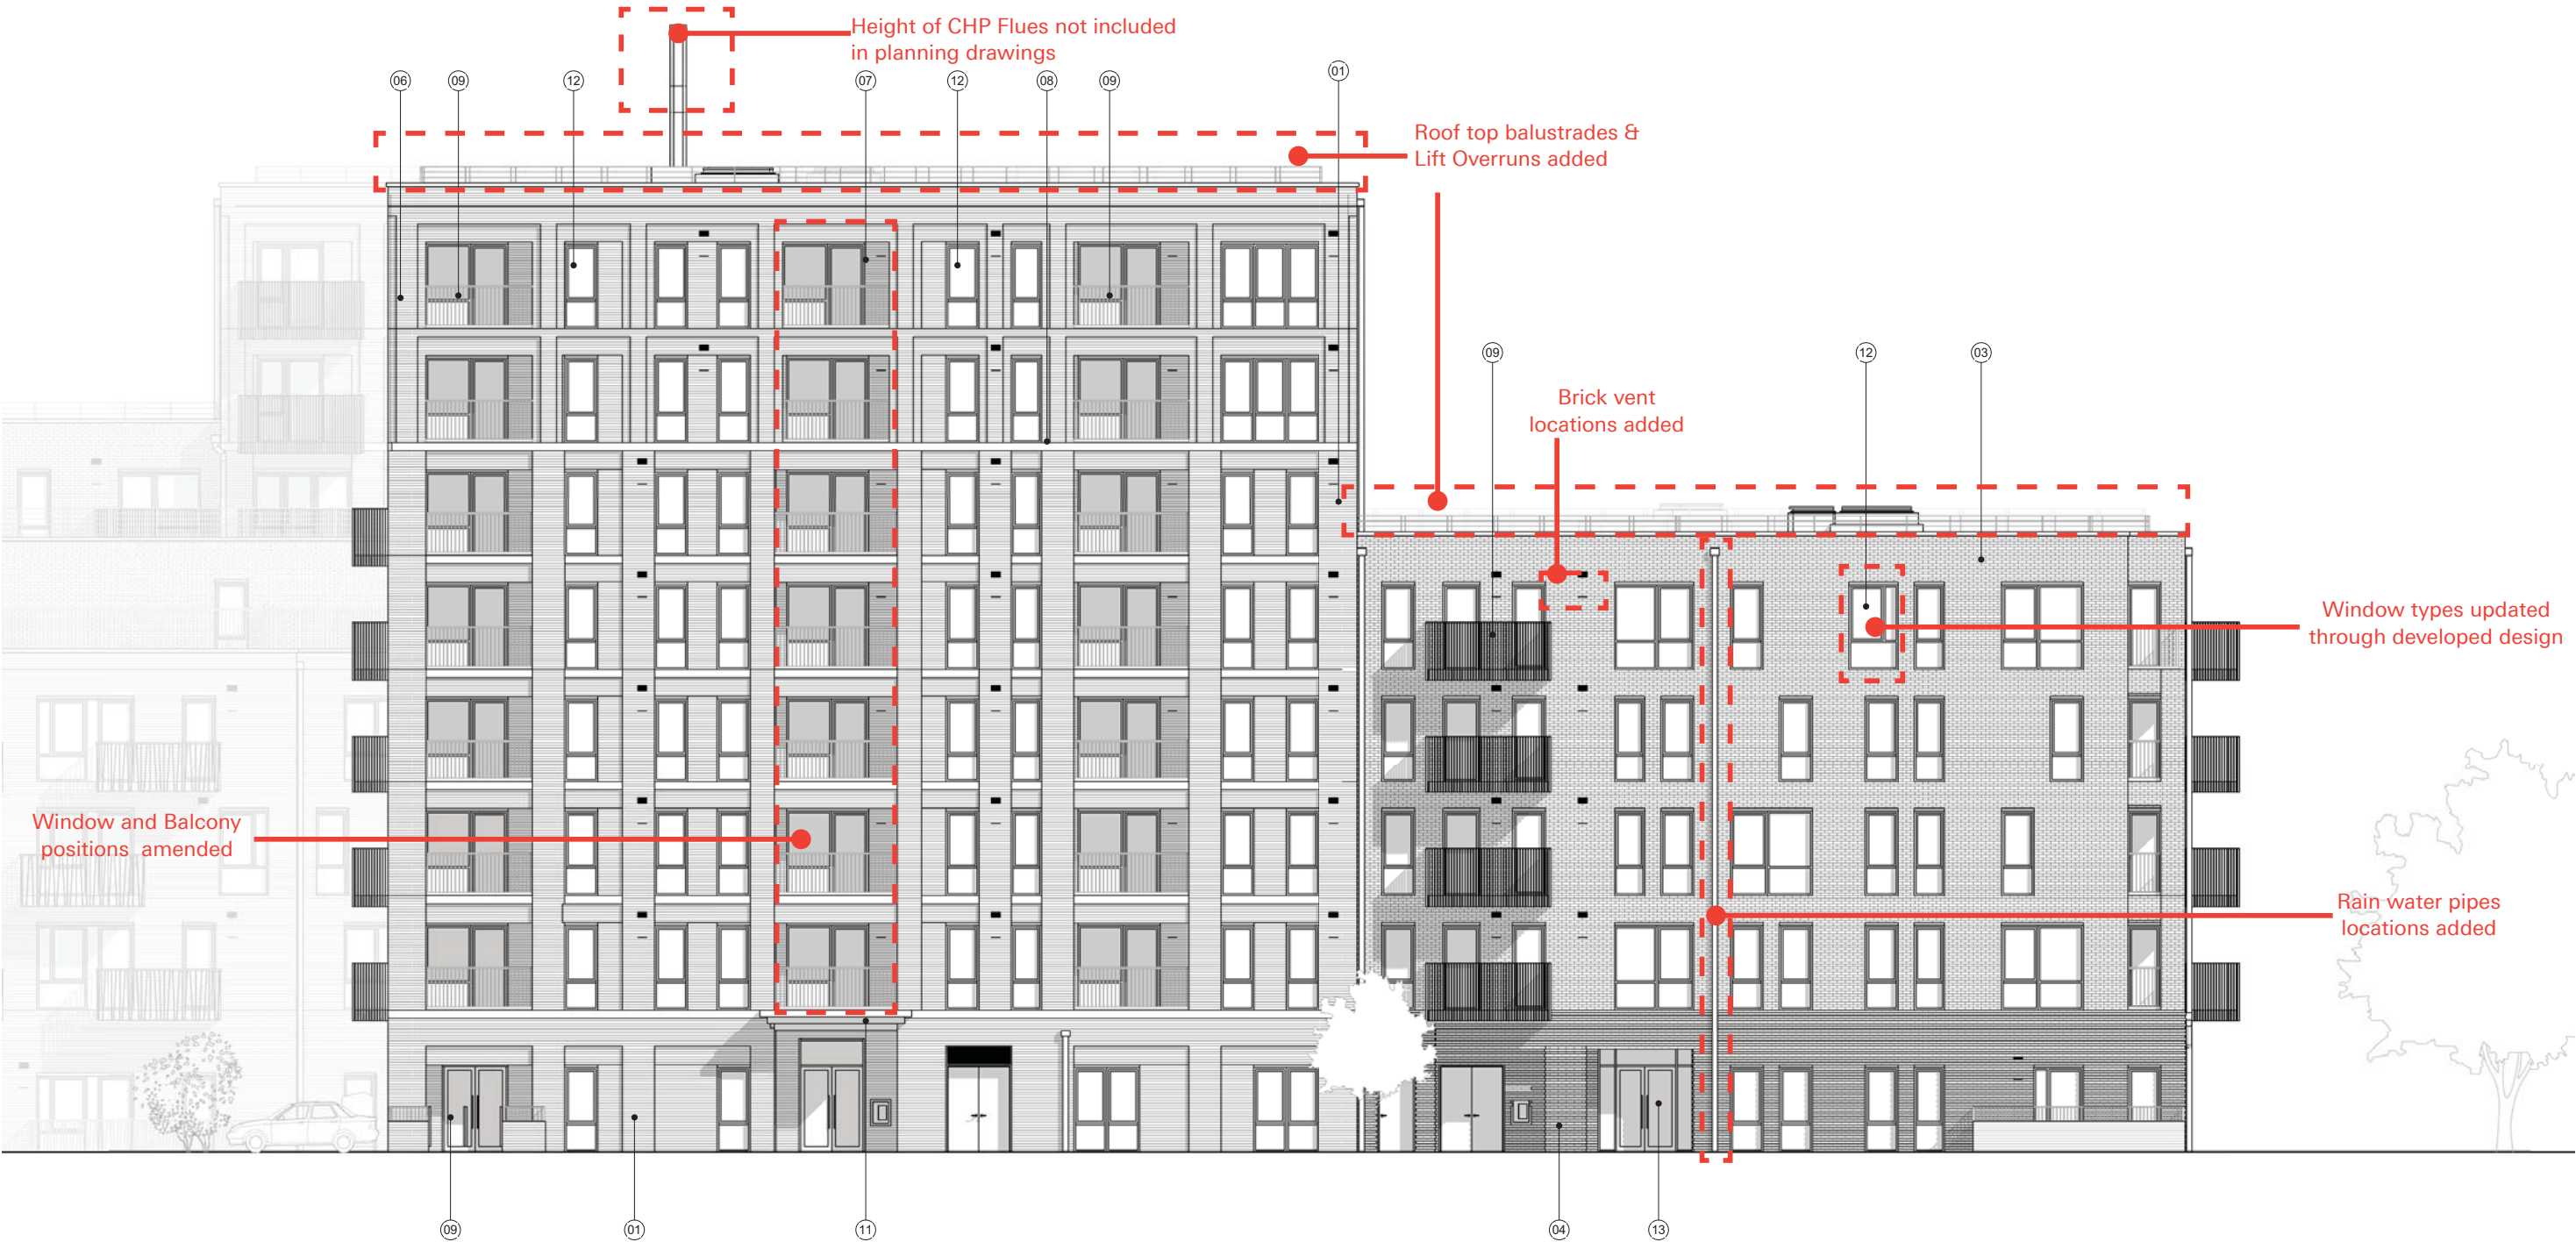 Height of CHP Flues not included
in planning drawings
06
09
12
07
12
08
09
01
Roof top balustrades &
Lift Overruns added
09
12
03
Brick vent
locations added
Window types updated
through developed design
Window and Balcony
positions amended
Rain water pipes
locations added
09
01
11
04
13